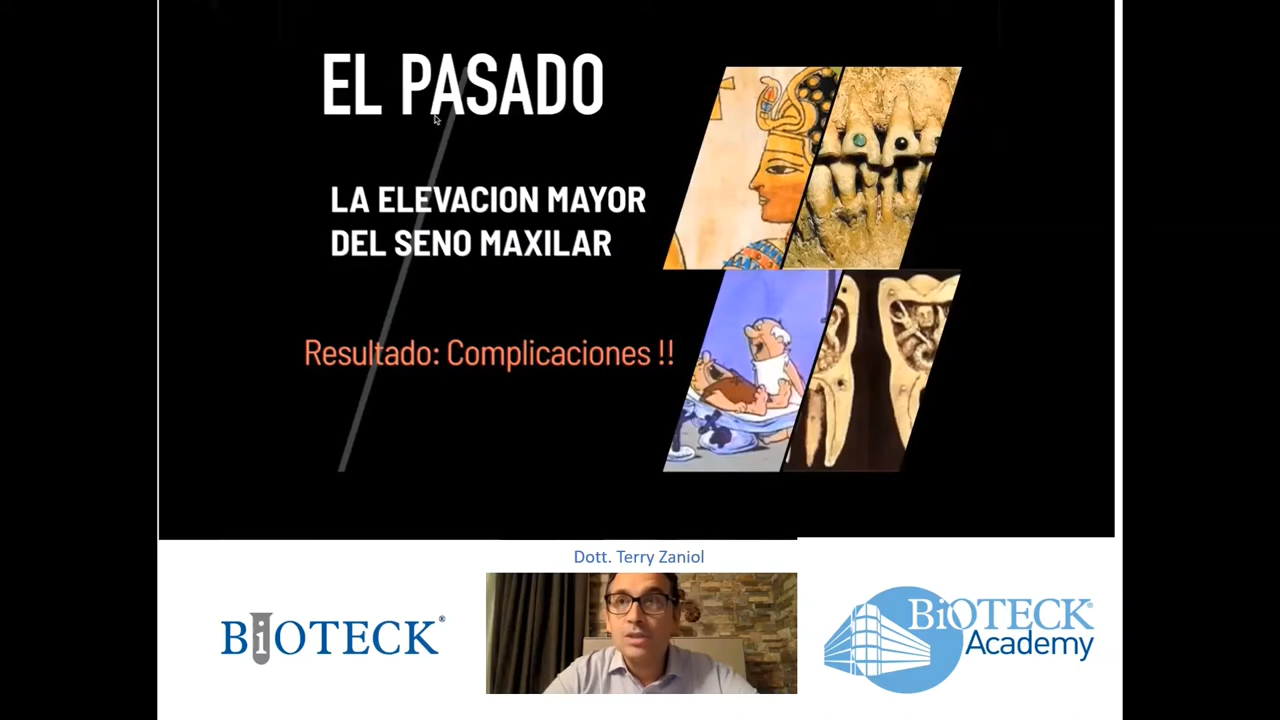 EL PASADO
LA ELEVACION MAYOR
DEL SENO MAXILAR
Resultado: Complicaciones !!
Dott. Terry Zaniol
BiOTECK®
BiOTECK®
Academy